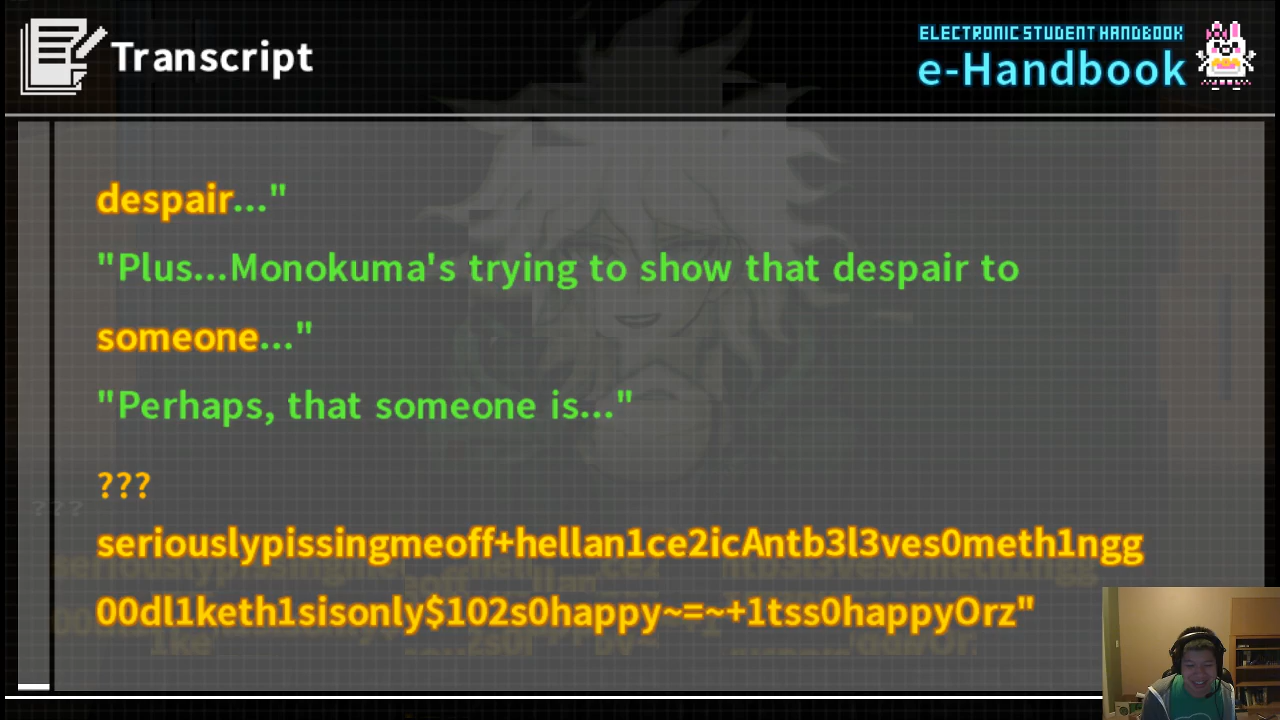 Transcript
ELECTRONIC STUDENT HANDBOOK
e-Handbook
despair..."
"Plus...Monokuma's trying to show that despair to
someone..."
"Perhaps, that someone is..."
???
seriouslypissingmeoff+hellan1ce2icAntb3l3ves0meth1ngg
00dl1keth1sisonly$102s0happy~=~+1tss0happyOrz"